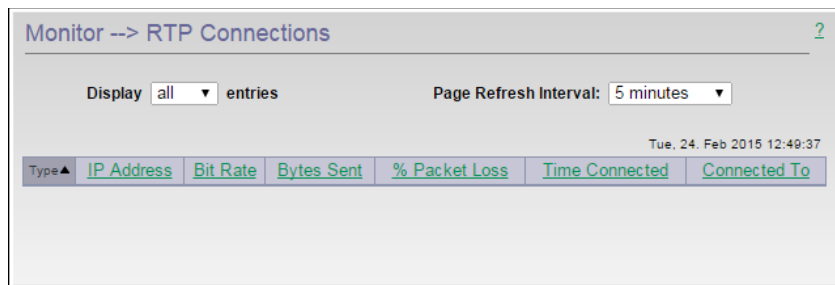 Monitor --> RTP Connections ?
Display all ▼ entries Page Refresh Interval: 5 minutes ▼
Tue, 24. Feb 2015 12:49:37
Type▲ IP Address Bit Rate Bytes Sent % Packet Loss Time Connected Connected To